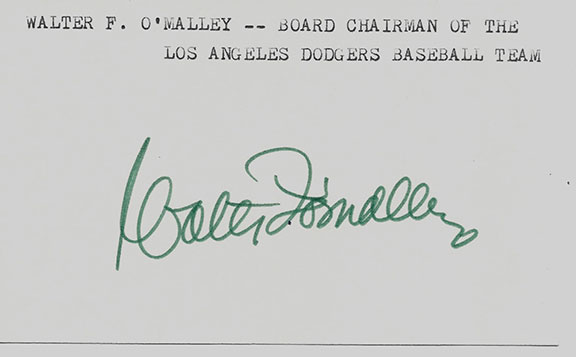 WALTER F. O'MALLEY -- BOARD CHAIRMAN OF THE
LOS ANGELES DODGERS BASEBALL TEAM
Walter F O'Malley